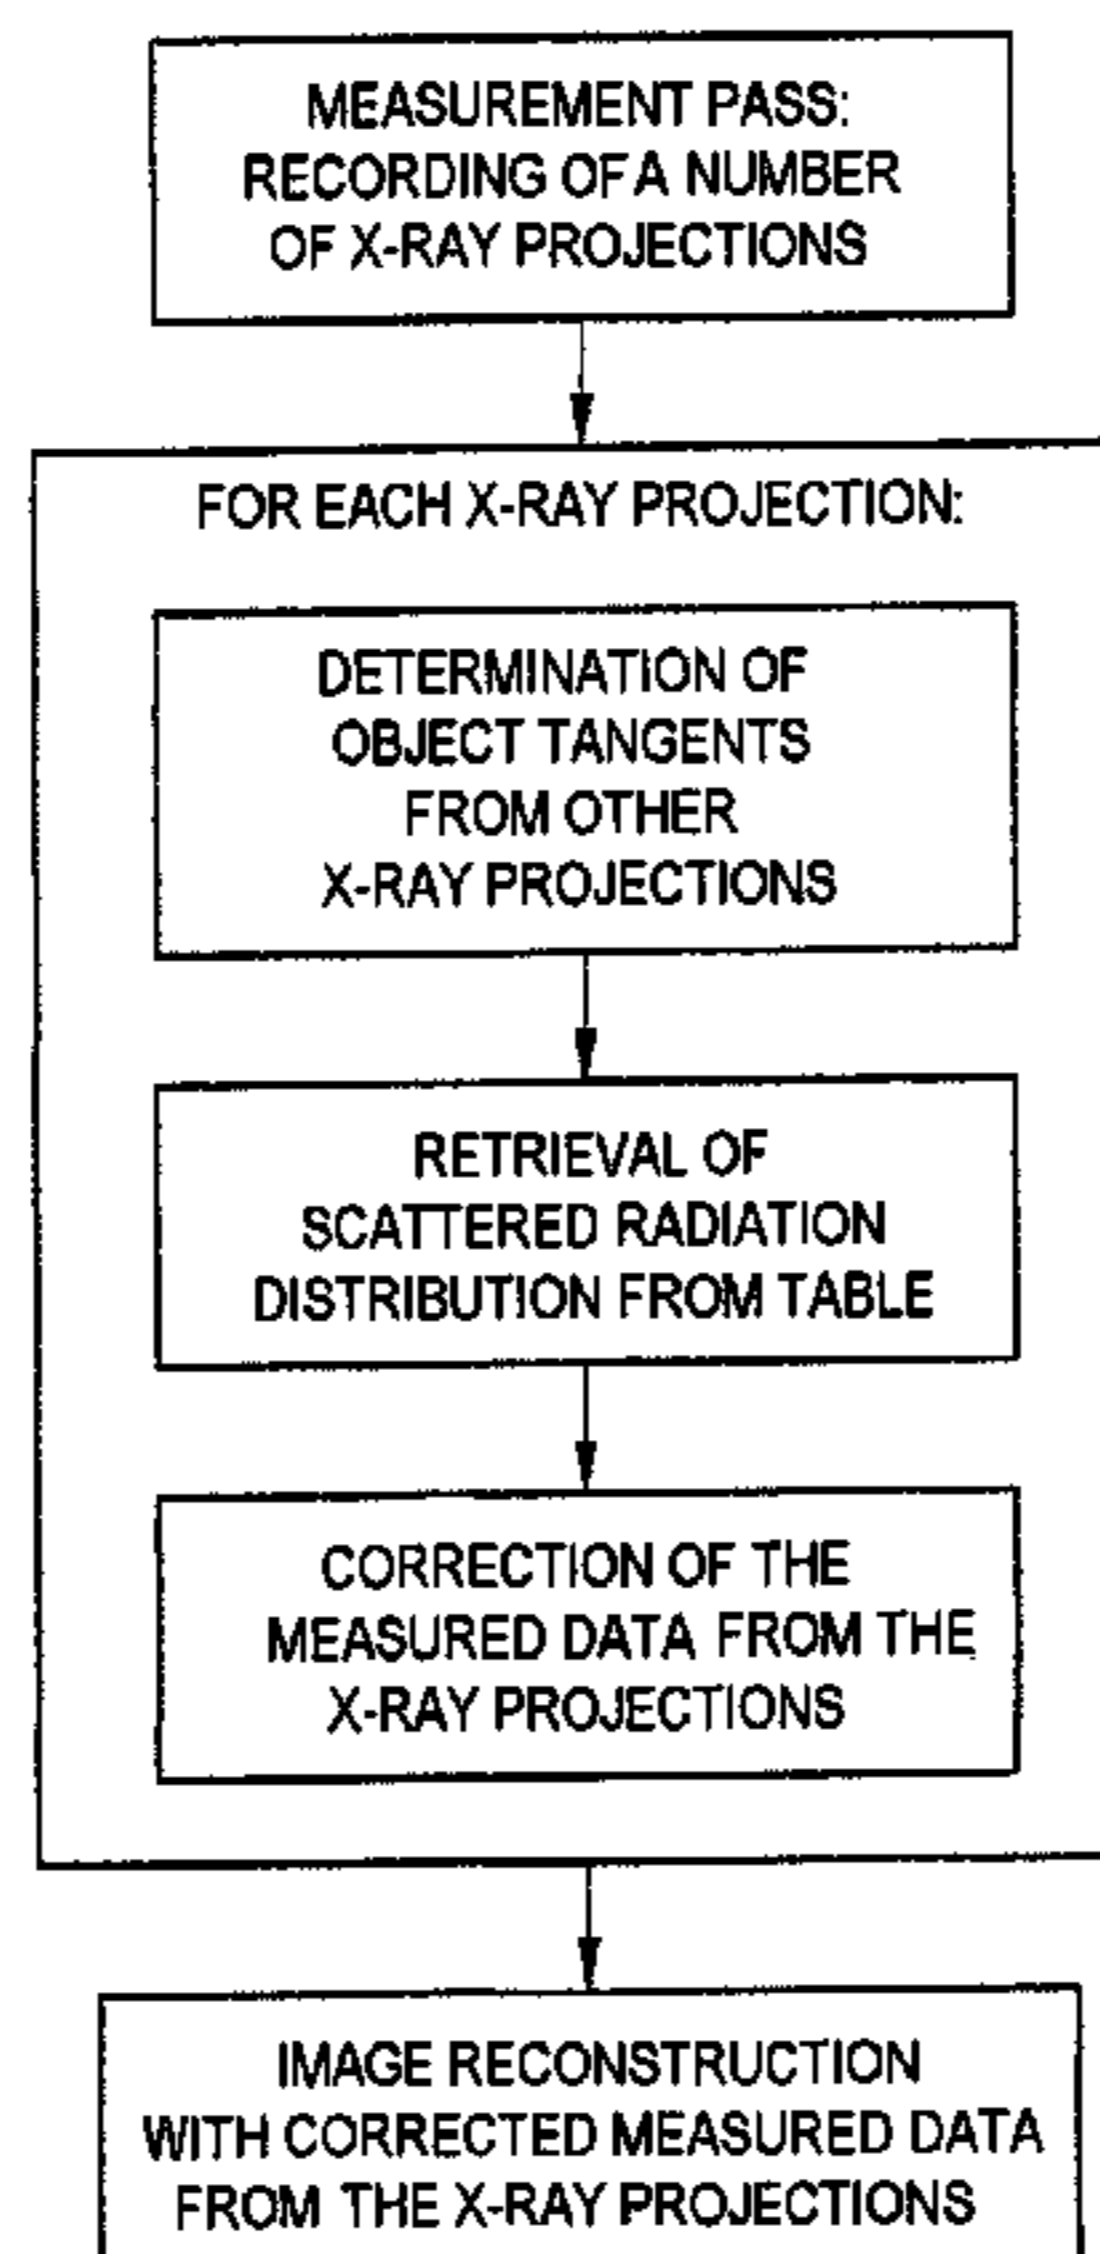 MEASUREMENT PASS:
RECORDING OF A NUMBER
OF X-RAY PROJECTIONS
FOR EACH X-RAY PROJECTION:
DETERMINATION OF
OBJECT TANGENTS
FROM OTHER
X-RAY PROJECTIONS
RETRIEVAL OF
SCATTERED RADIATION
DISTRIBUTION FROM TABLE
CORRECTION OF THE
MEASURED DATA FROM THE
X-RAY PROJECTIONS
IMAGE RECONSTRUCTION
WITH CORRECTED MEASURED DATA
FROM THE X-RAY PROJECTIONS